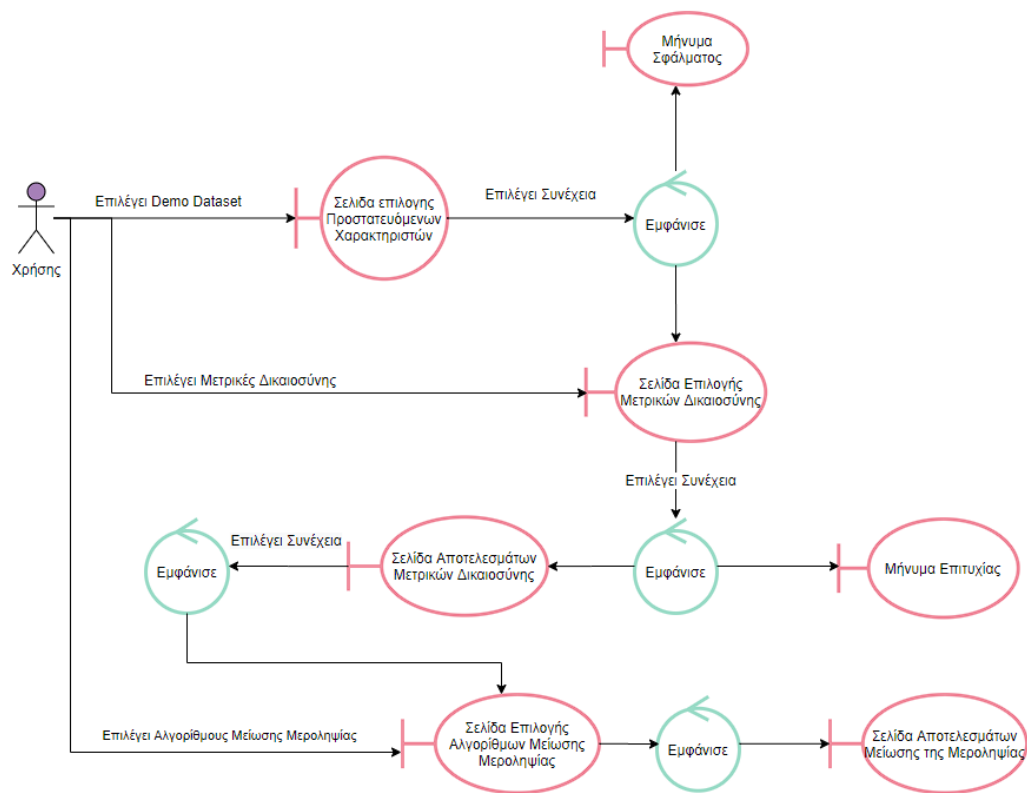 Μήνυμα
Σφάλματος
Επιλέγει Demo Dataset
Σελιδα επιλογης
Προστατευόμενων
Χαρακτηριστών
Επιλέγει Συνέχεια
Εμφάνισε
Χρήσης
Επιλέγει Μετρικές Δικαιοσύνης
Σελίδα Επιλογής
Μετρικών Δικαιοσύνης
Επιλέγει Συνέχεια
Επιλέγει Συνέχεια
Εμφάνισε
Σελίδα Αποτελεσμάτων
Μετρικών Δικαιοσύνης
Εμφάνισε
Μήνυμα Επιτυχίας
Επιλέγει Αλγορίθμους Μείωσης Μεροληψίας
Σελίδα Επιλογής
Αλγορίθμων Μείωσης
Μεροληψίας
Εμφάνισε
Σελίδα Αποτελεσμάτων
Μείωσης της Μεροληψίας